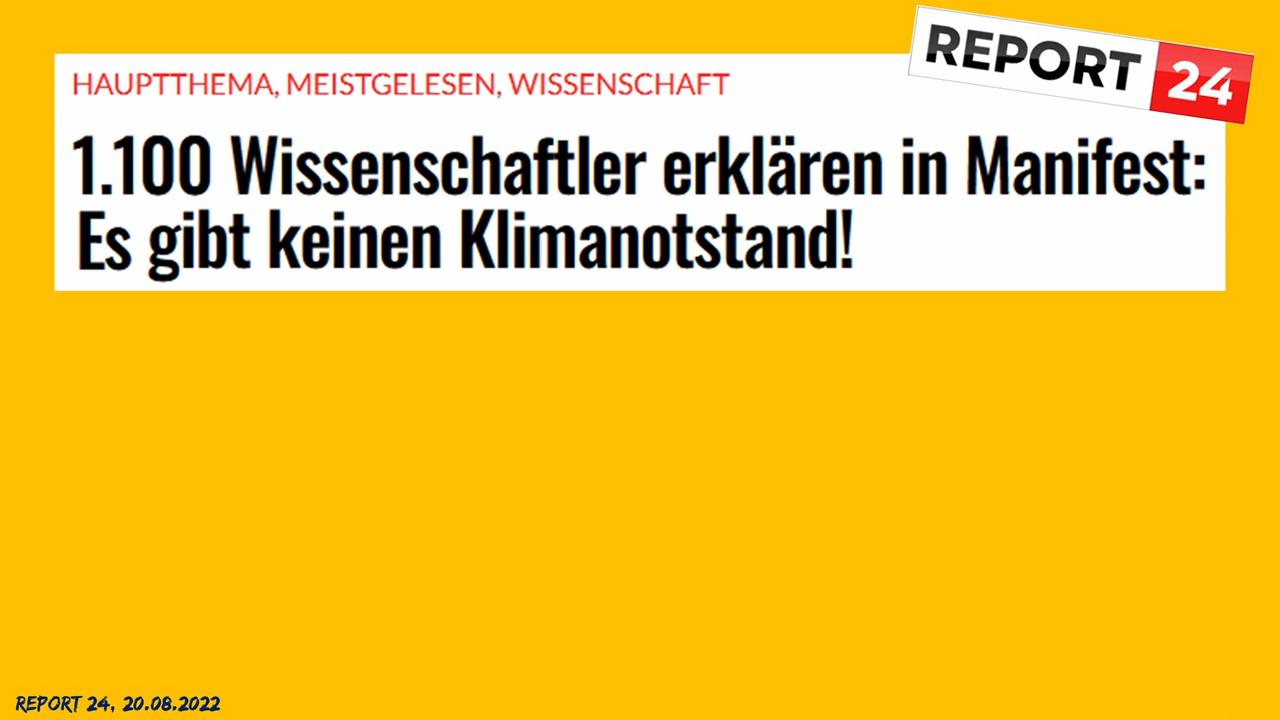 REPORT 24
HAUPTTHEMA, MEISTGELESEN, WISSENSCHAFT
1.100 Wissenschaftler erklären in Manifest:
Es gibt keinen Klimanotstand!
REPORT 24, 20.08.2022